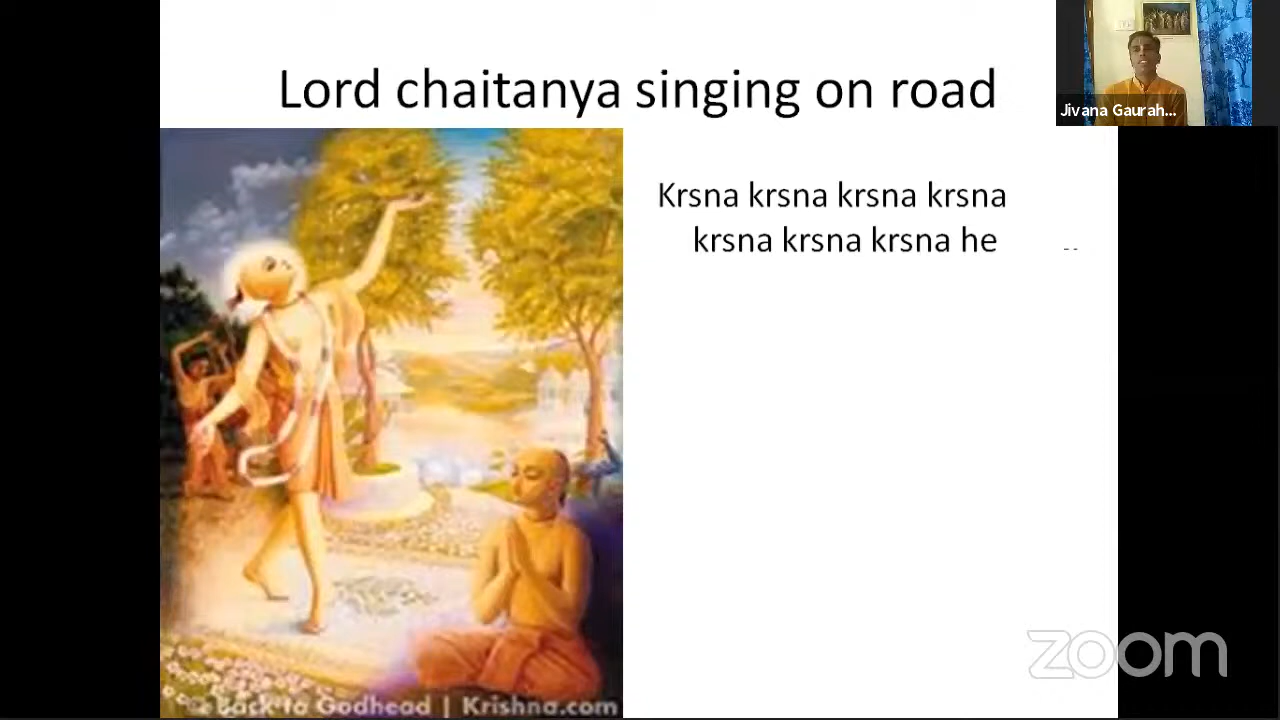 Lord chaitanya singing on road
Jivana Gaurah...
Krsna krsna krsna krsna
krsna krsna krsna he
Back to Godhead | Krishna.com
zoom